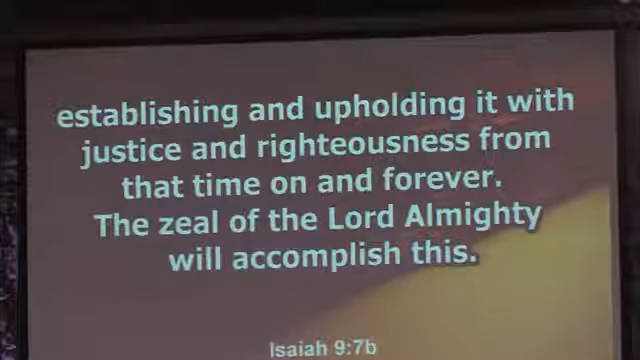 establishing and upholding it with
justice and righteousness from
that time on and forever.
The zeal of the Lord Almighty
will accomplish this.
Isaiah 9:7b